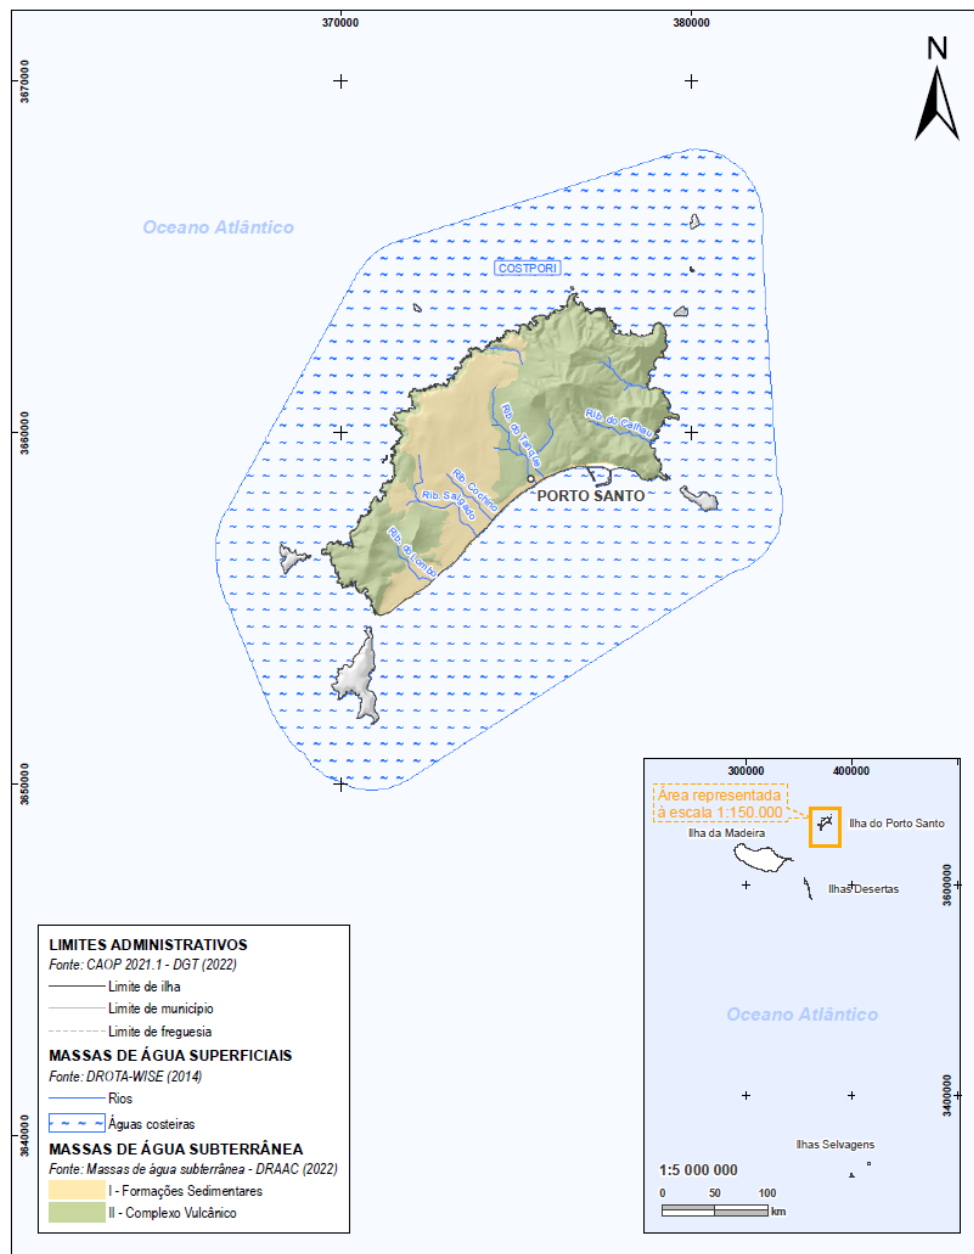 370000
380000
N
3670000
Oceano Atlântico
COSTPORI
3660000
Rib. do Tanque
Rib. do Calhau
Rib. Cochino
Rib. Salgado
PORTO SANTO
Rib. do Lombo
3650000
300000
400000
Área representada
à escala 1:150.000
Ilha do Porto Santo
Ilha da Madeira
Ilhas Desertas
3600000
Oceano Atlântico
3400000
Ilhas Selvagens
1:5 000 000
0 50 100
km
3640000
LIMITES ADMINISTRATIVOS
Fonte: CAOP 2021.1 - DGT (2022)
Limite de ilha
Limite de município
Limite de freguesia
MASSAS DE ÁGUA SUPERFICIAIS
Fonte: DROTA-WISE (2014)
Rios
Águas costeiras
MASSAS DE ÁGUA SUBTERRÂNEA
Fonte: Massas de água subterrânea - DRAAC (2022)
I - Formações Sedimentares
II - Complexo Vulcânico